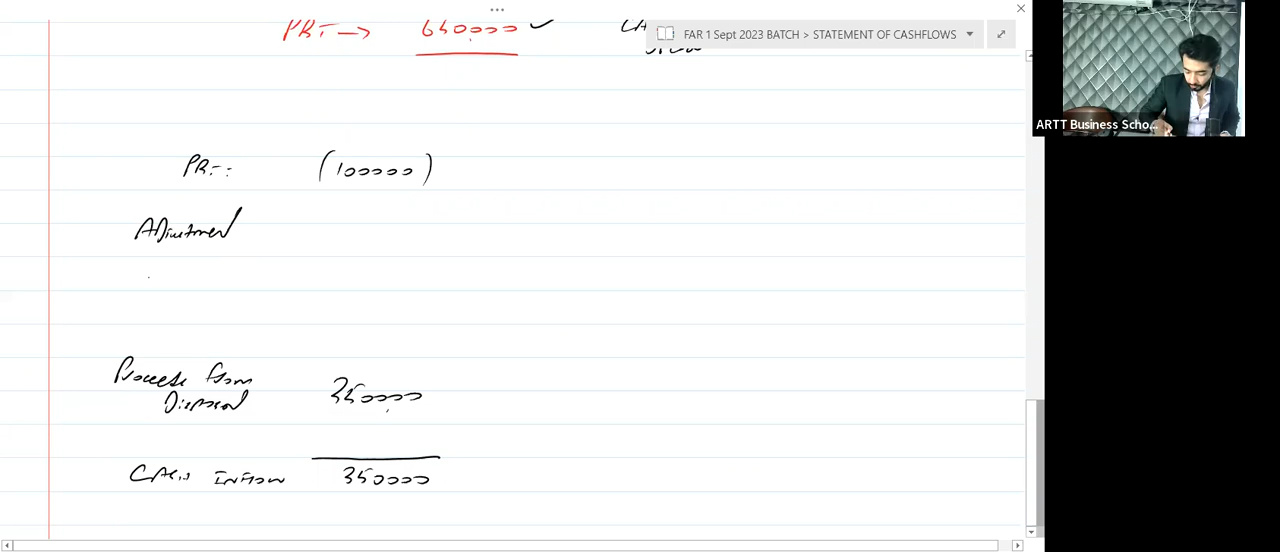 PBT → 650000
FAR 1 Sept 2023 BATCH > STATEMENT OF CASHFLOWS
ARTT Business Scho...
PBT (100000)
Adjustment
Proceeds from
Disposal 350000
CASH INFLOW 350000